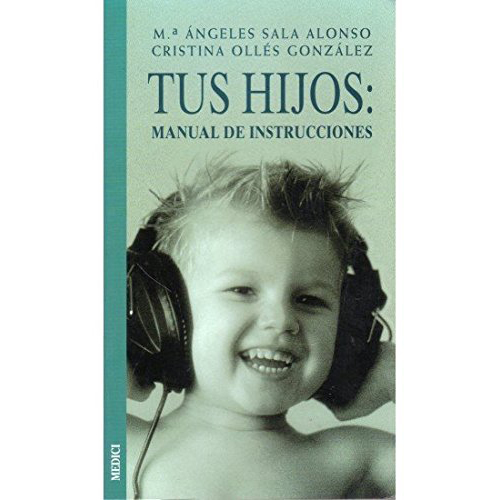 M.ª ÁNGELES SALA ALONSO
CRISTINA OLLÉS GONZÁLEZ
TUS HIJOS:
MANUAL DE INSTRUCCIONES
MEDICI